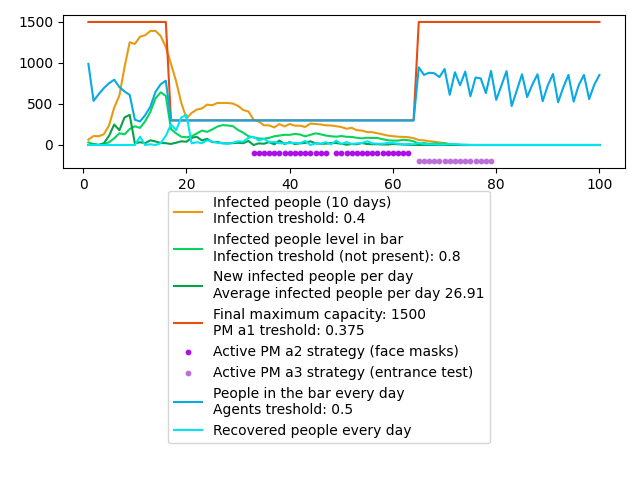 1500
1000
500
0
0
20
40
60
80
100
Infected people (10 days)
Infection treshold: 0.4
Infected people level in bar
Infection treshold (not present): 0.8
New infected people per day
Average infected people per day 26.91
Final maximum capacity: 1500
PM a1 treshold: 0.375
Active PM a2 strategy (face masks)
Active PM a3 strategy (entrance test)
People in the bar every day
Agents treshold: 0.5
Recovered people every day